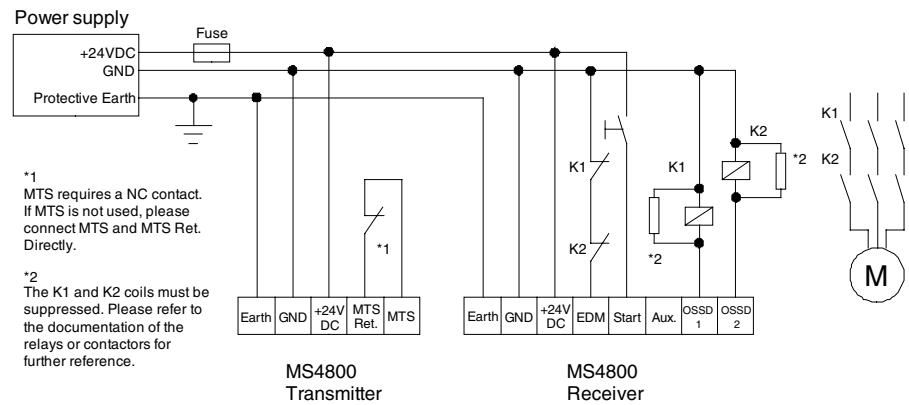 Power supply
+24VDC
GND
Protective Earth
Fuse
*1
MTS requires a NC contact.
If MTS is not used, please
connect MTS and MTS Ret.
Directly.
*2
The K1 and K2 coils must be
suppressed. Please refer to
the documentation of the
relays or contactors for
further reference.
*1
Earth
GND
+24V
DC
MTS
Ret.
MTS
MS4800
Transmitter
K1
K2
K1
*2
K2
*2
Earth
GND
+24V
DC
EDM
Start
Aux.
OSSD
1
OSSD
2
MS4800
Receiver
K1
K2
M